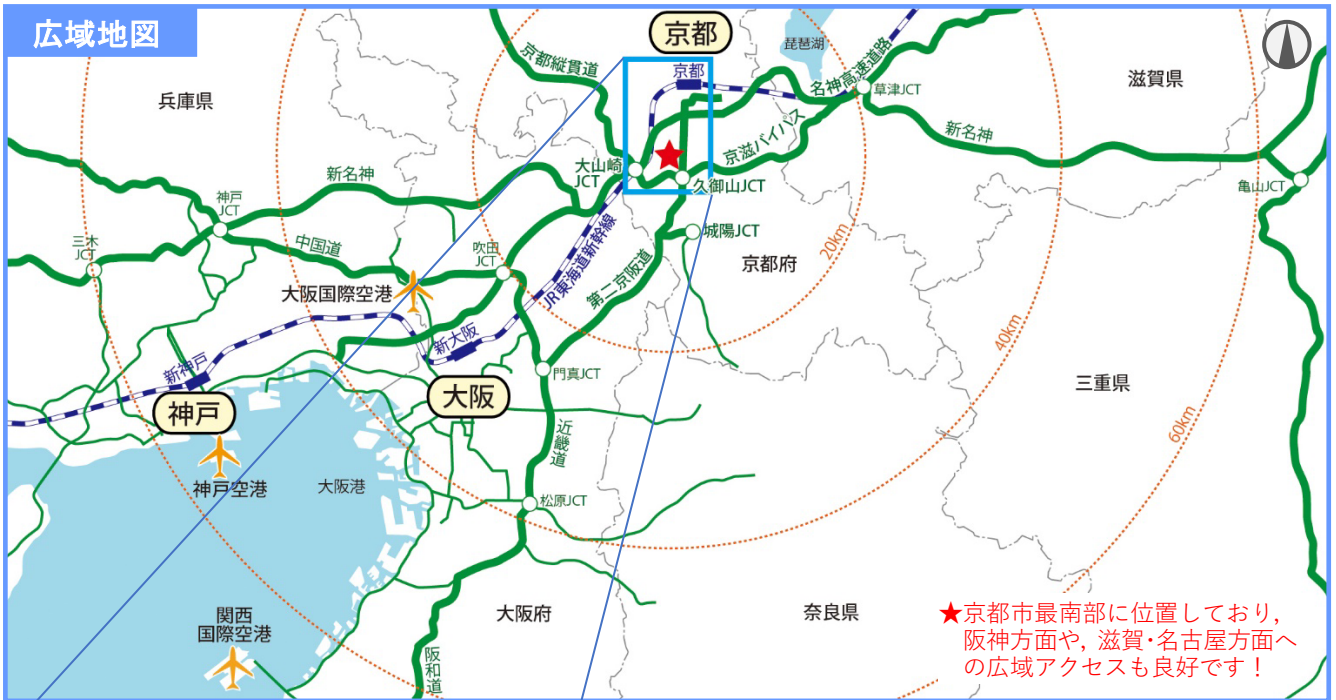 広域地図
京都
京都縦貫道
琵琶湖
京都
名神高速道路
草津JCT
滋賀県
兵庫県
京滋バイパス
新名神
大山崎
JCT
久御山JCT
亀山JCT
新名神
神戸
JCT
城陽JCT
20km
京都府
三木
JCT
中国道
吹田
JCT
JR東海道新幹線
第二京阪道
大阪国際空港
新大阪
40km
新神戸
門真JCT
三重県
神戸
大阪
60km
近畿道
神戸空港
大阪港
松原JCT
関西
国際空港
大阪府
奈良県
阪和道
★京都市最南部に位置しており,
阪神方面や, 滋賀・名古屋方面へ
の広域アクセスも良好です！